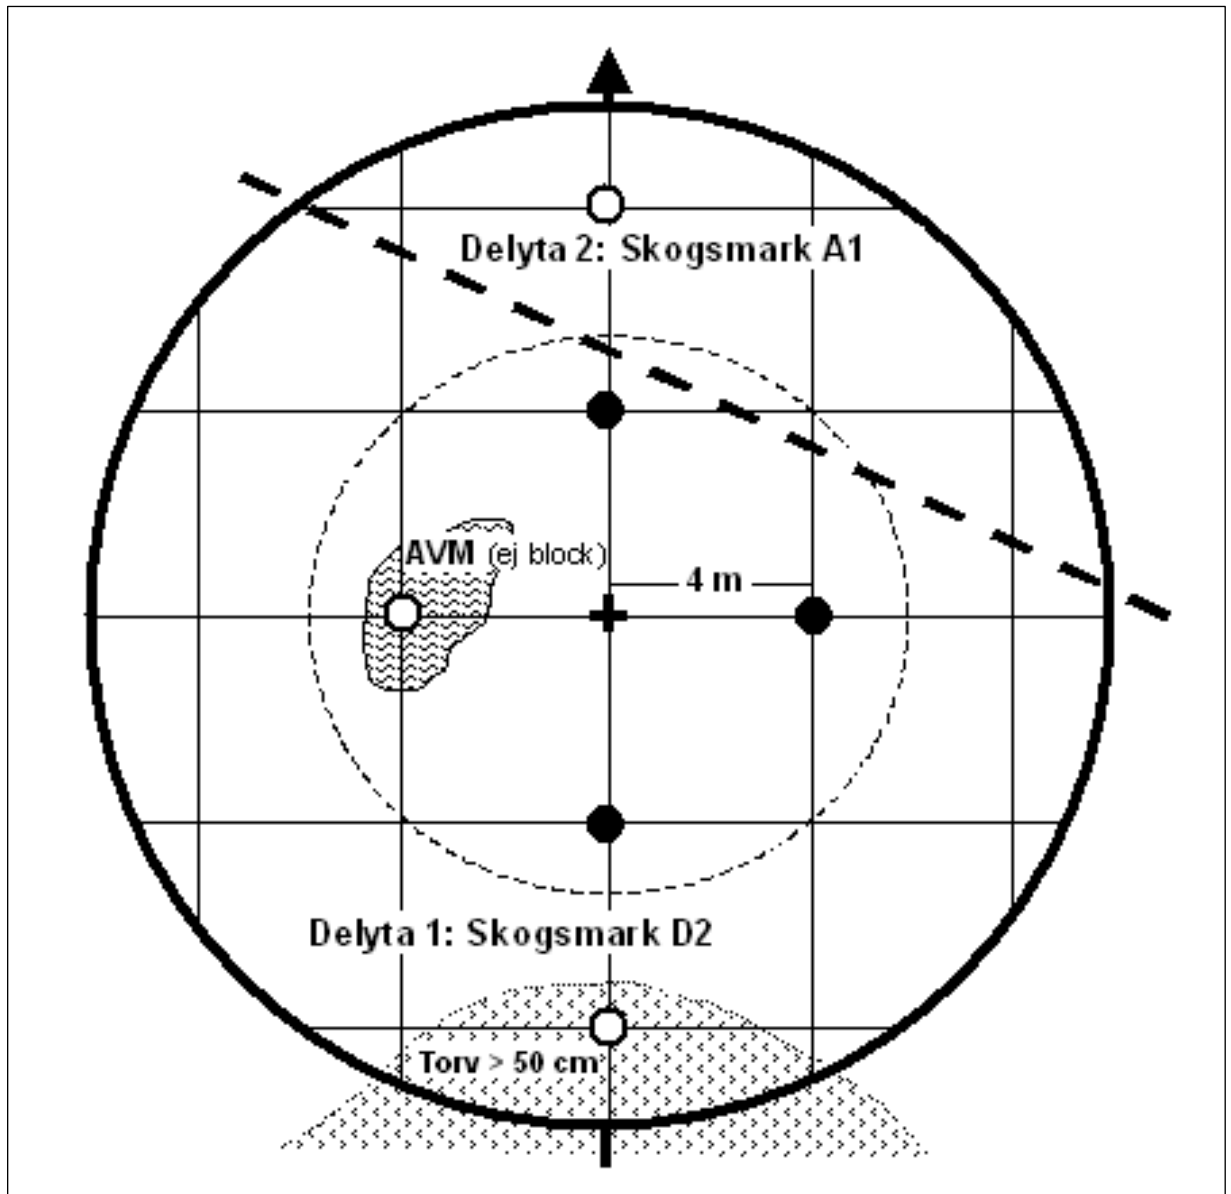 Delyta 2: Skogsmark A1
AVM (ej block)
4 m
Delyta 1: Skogsmark D2
Torv > 50 cm